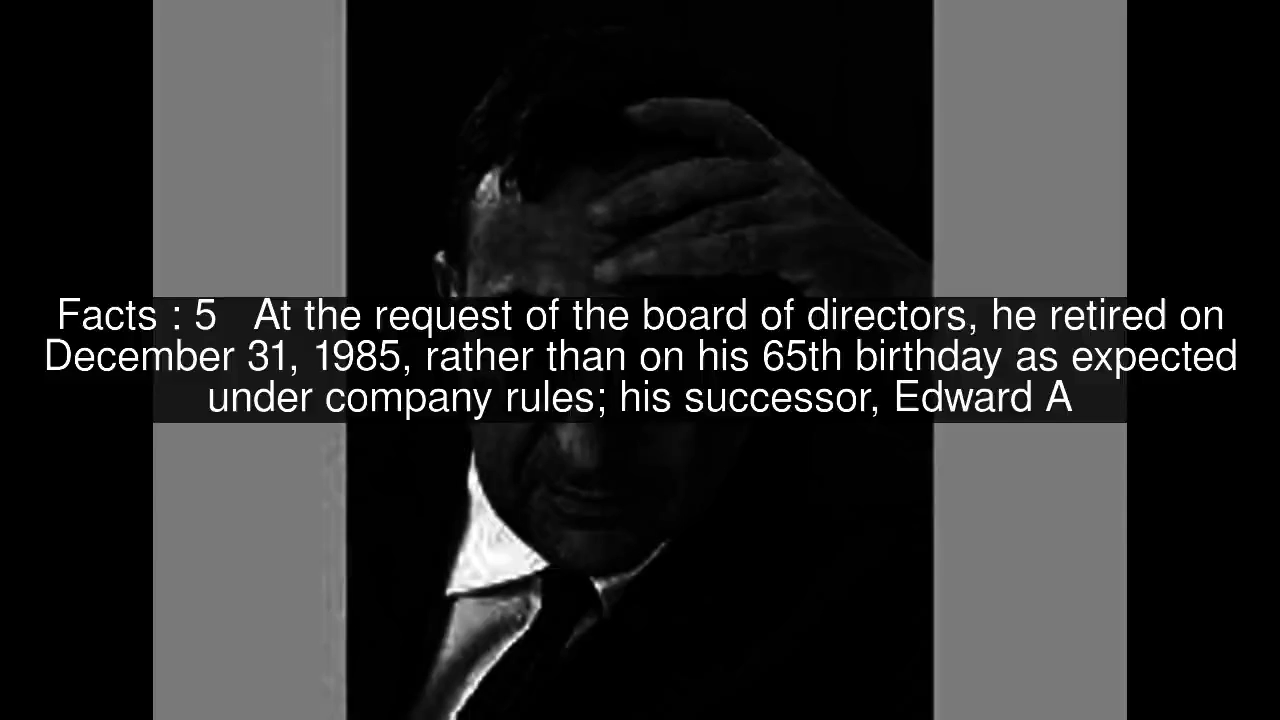 Facts : 5 At the request of the board of directors, he retired on
December 31, 1985, rather than on his 65th birthday as expected
under company rules; his successor, Edward A